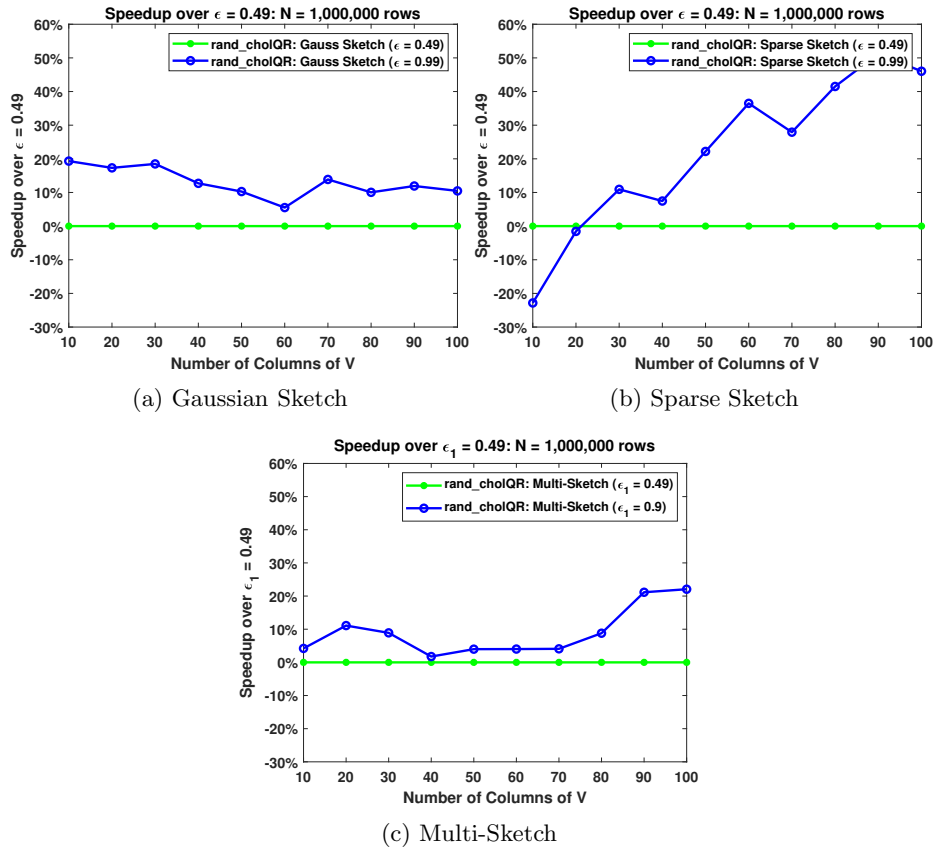 Speedup over ϵ = 0.49: N = 1,000,000 rows
60%
50%
40%
30%
20%
10%
0%
-10%
-20%
-30%
Speedup over ϵ = 0.49
rand_cholQR: Gauss Sketch (ϵ = 0.49)
rand_cholQR: Gauss Sketch (ϵ = 0.99)
10 20 30 40 50 60 70 80 90 100
Number of Columns of V
(a) Gaussian Sketch
Speedup over ϵ = 0.49: N = 1,000,000 rows
60%
50%
40%
30%
20%
10%
0%
-10%
-20%
-30%
Speedup over ϵ = 0.49
rand_cholQR: Sparse Sketch (ϵ = 0.49)
rand_cholQR: Sparse Sketch (ϵ = 0.99)
10 20 30 40 50 60 70 80 90 100
Number of Columns of V
(b) Sparse Sketch
Speedup over ϵ₁ = 0.49: N = 1,000,000 rows
60%
50%
40%
30%
20%
10%
0%
-10%
-20%
-30%
Speedup over ϵ₁ = 0.49
rand_cholQR: Multi-Sketch (ϵ₁ = 0.49)
rand_cholQR: Multi-Sketch (ϵ₁ = 0.9)
10 20 30 40 50 60 70 80 90 100
Number of Columns of V
(c) Multi-Sketch